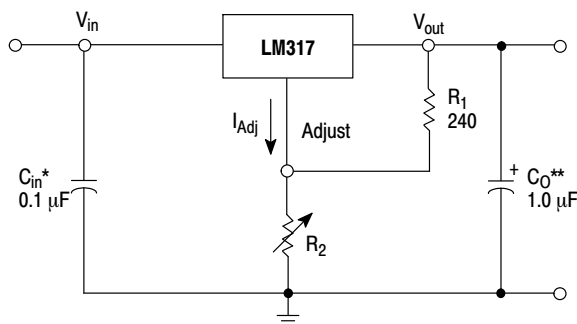 Vin
LM317
Vout
R1
240
IAdj
Adjust
Cin*
0.1 μF
+
CO**
1.0 μF
R2